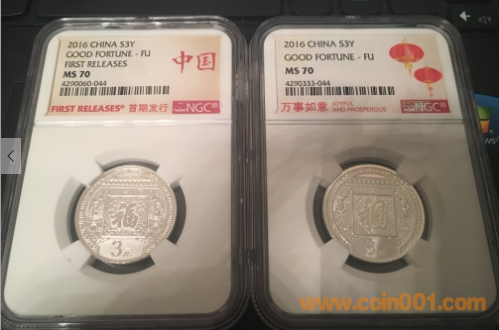 2016 CHINA S3Y
GOOD FORTUNE - FU
FIRST RELEASES
MS 70
4290060-044
中国
FIRST RELEASES® 首期发行
NGC
福
3元
2016 CHINA S3Y
GOOD FORTUNE - FU
MS 70
4290333-044
万事如意 JOYFUL
AND PROSPEROUS
NGC
福
3元
www.coin001.com